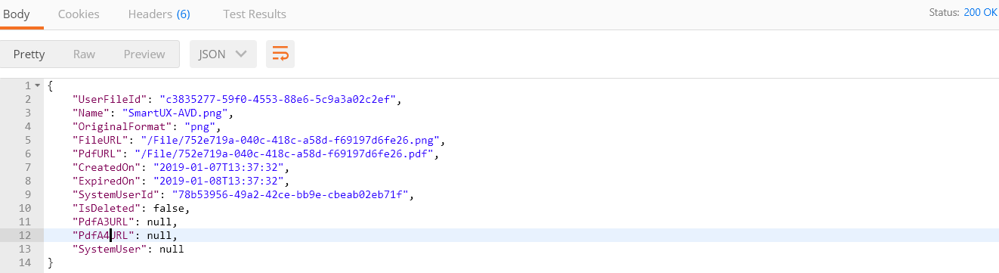 Body Cookies Headers (6) Test Results Status: 200 OK
Pretty Raw Preview JSON
1 {
2 "UserFileId": "c3835277-59f0-4553-88e6-5c9a3a02c2ef",
3 "Name": "SmartUX-AVD.png",
4 "OriginalFormat": "png",
5 "FileURL": "/File/752e719a-040c-418c-a58d-f69197d6fe26.png",
6 "PdfURL": "/File/752e719a-040c-418c-a58d-f69197d6fe26.pdf",
7 "CreatedOn": "2019-01-07T13:37:32",
8 "ExpiredOn": "2019-01-08T13:37:32",
9 "SystemUserId": "78b53956-49a2-42ce-bb9e-cbeab02eb71f",
10 "IsDeleted": false,
11 "PdfA3URL": null,
12 "PdfA4URL": null,
13 "SystemUser": null
14 }